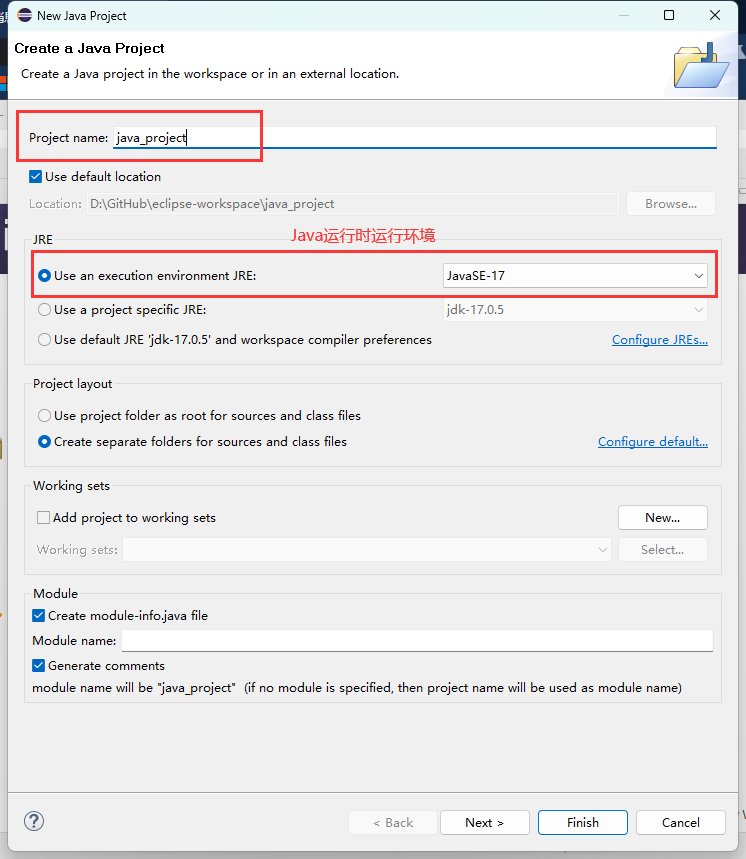 New Java Project
Create a Java Project
Create a Java project in the workspace or in an external location.
Project name: java_project
Use default location
Location: D:\GitHub\eclipse-workspace\java_project Browse...
Java运行时运行环境
JRE
Use an execution environment JRE: JavaSE-17
Use a project specific JRE: jdk-17.0.5
Use default JRE 'jdk-17.0.5' and workspace compiler preferences Configure JREs...
Project layout
Use project folder as root for sources and class files
Create separate folders for sources and class files Configure default...
Working sets
Add project to working sets New...
Working sets: Select...
Module
Create module-info.java file
Module name:
Generate comments
module name will be "java_project" (if no module is specified, then project name will be used as module name)
< Back Next > Finish Cancel